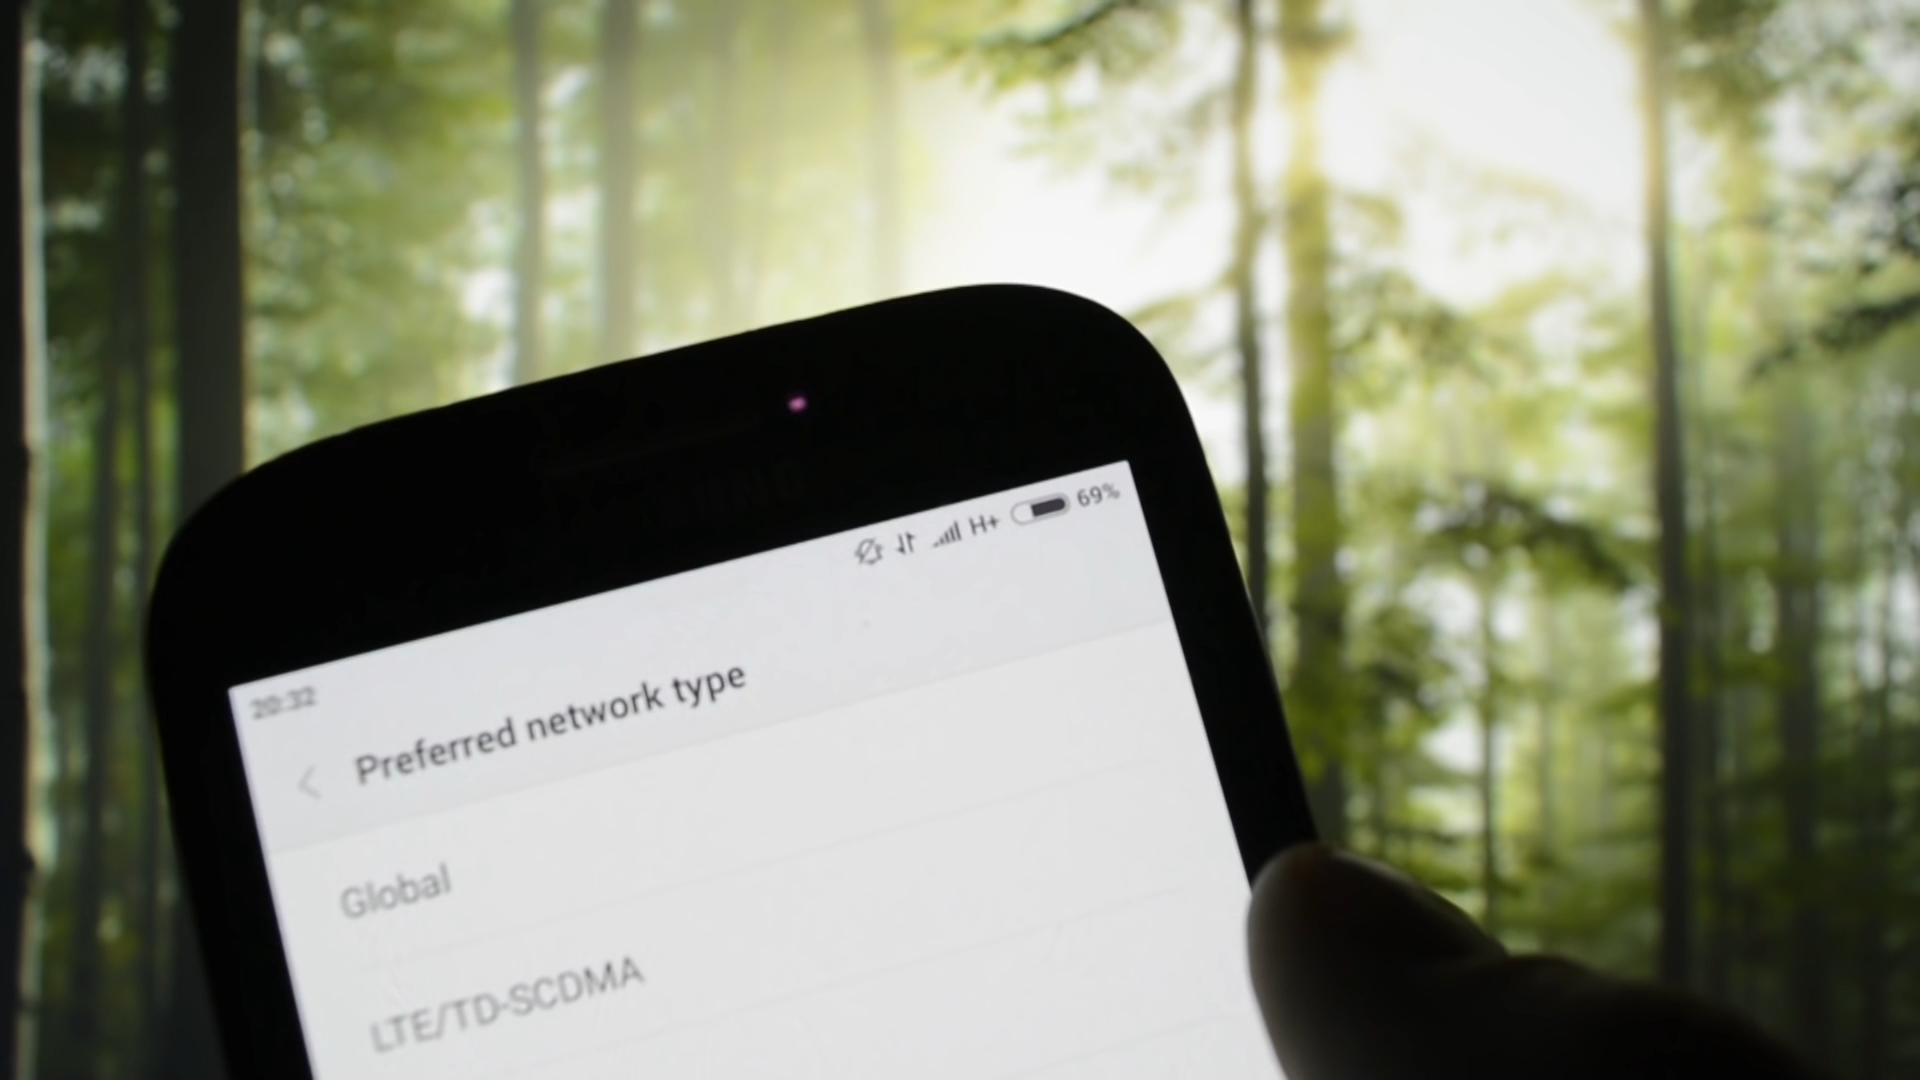 H+ 69%
20:32
Preferred network type
Global
LTE/TD-SCDMA